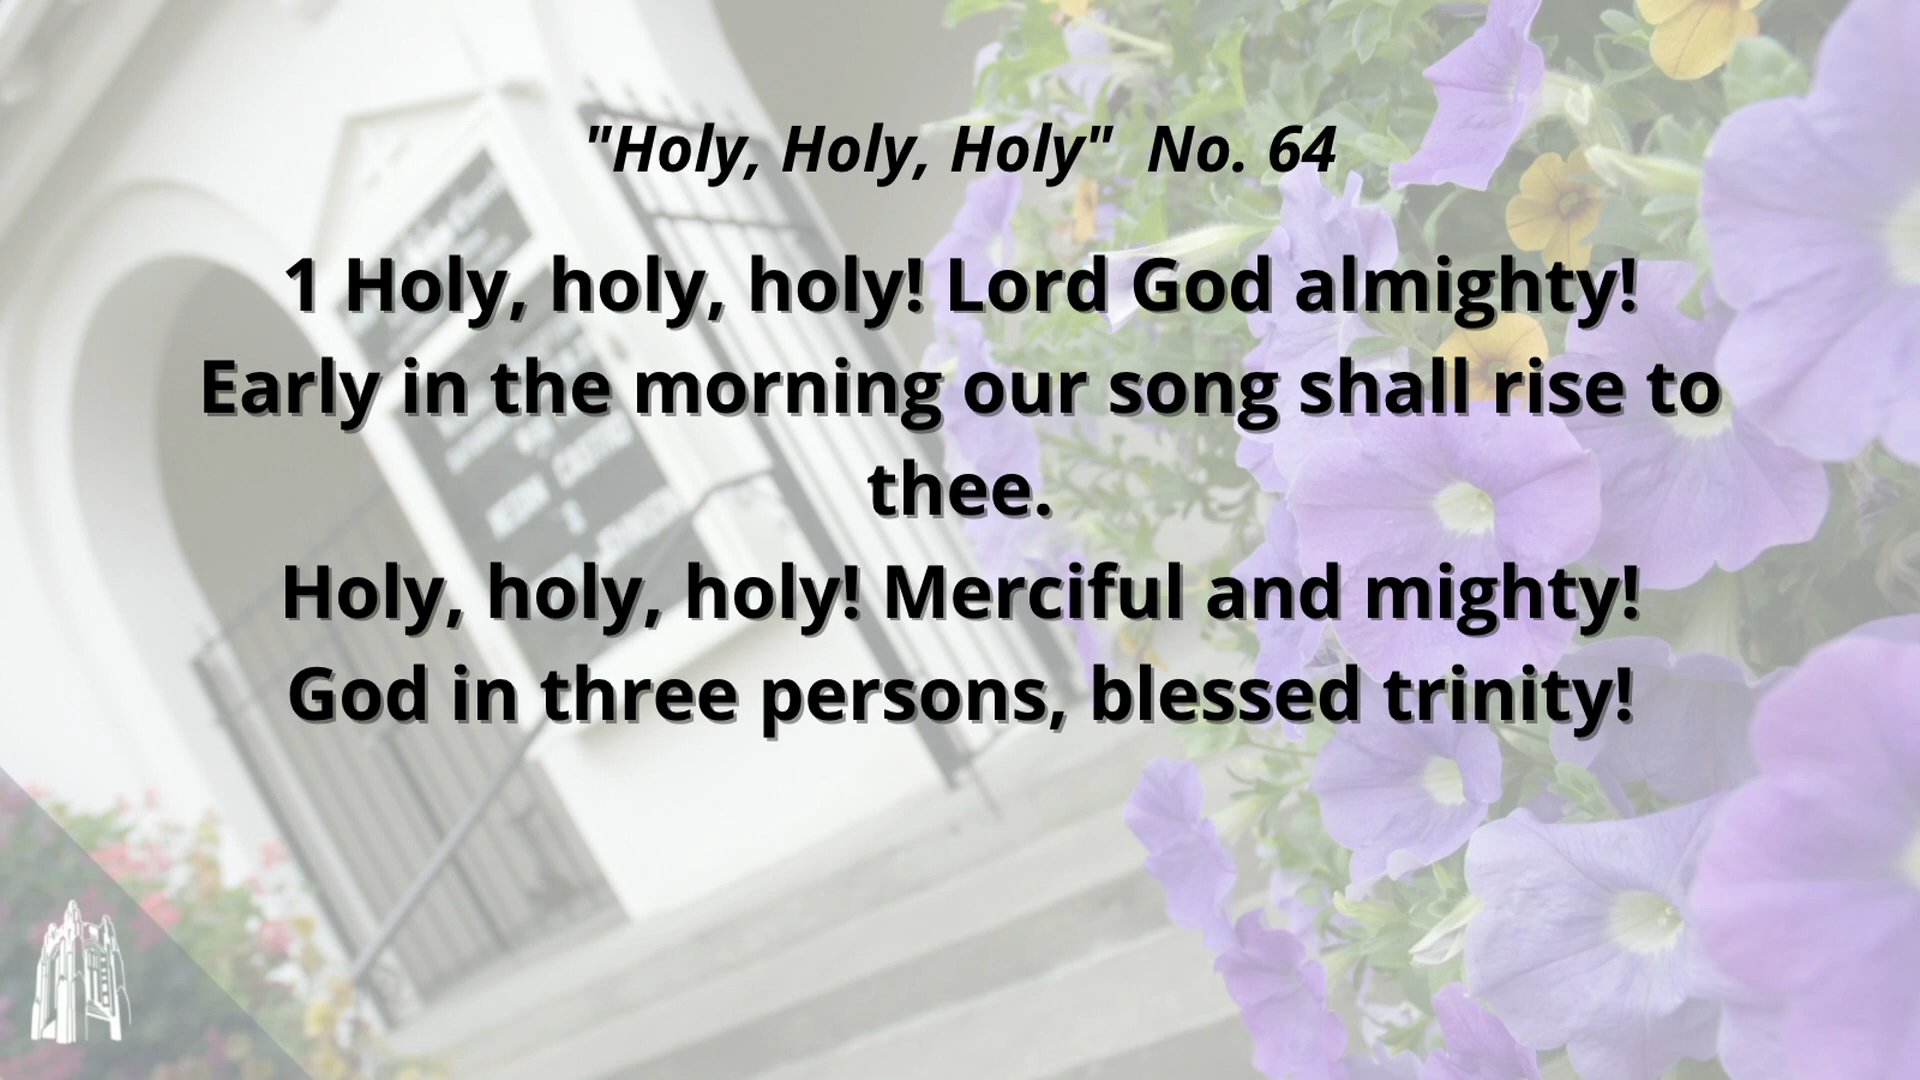 "Holy, Holy, Holy" No. 64
1 Holy, holy, holy! Lord God almighty!
Early in the morning our song shall rise to
thee.
Holy, holy, holy! Merciful and mighty!
God in three persons, blessed trinity!